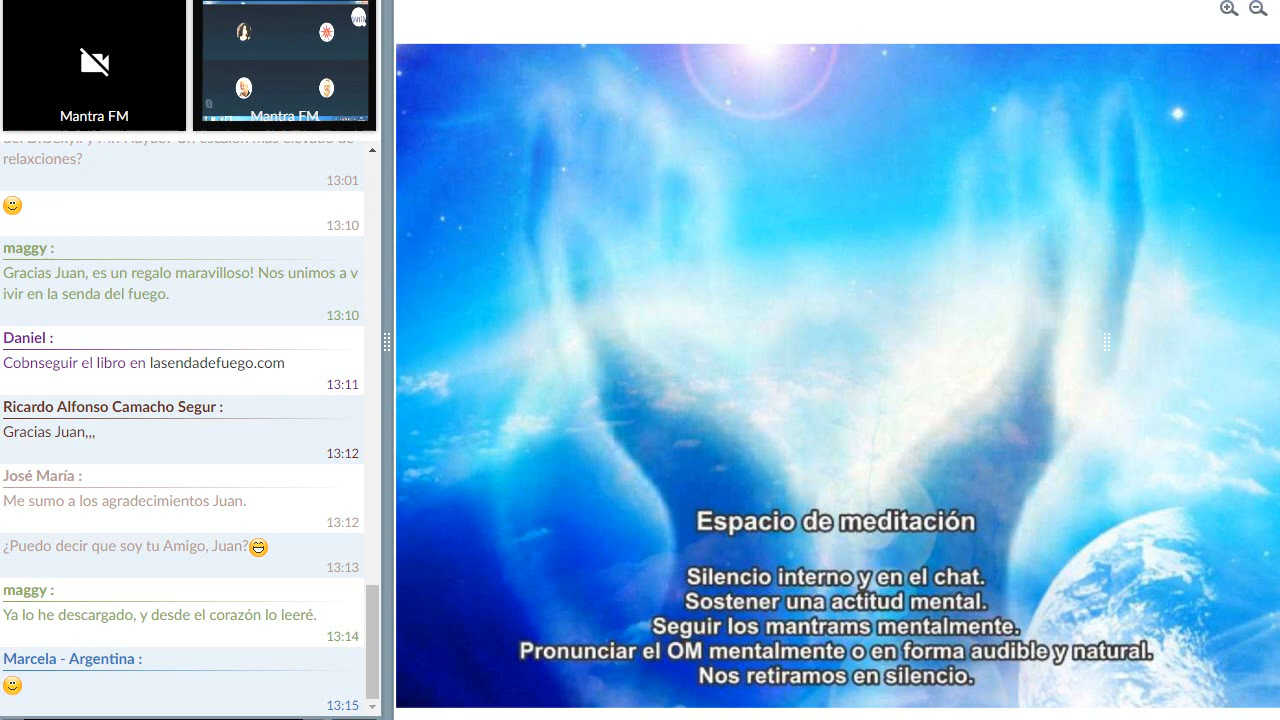 Mantra FM
Mantra FM
relaxciones?
13:01
13:10
maggy :
Gracias Juan, es un regalo maravilloso! Nos unimos a v
ivir en la senda del fuego.
13:10
Daniel :
Cobnseguir el libro en lasendadefuego.com
13:11
Ricardo Alfonso Camacho Segur :
Gracias Juan,,,
13:12
José María :
Me sumo a los agradecimientos Juan.
13:12
¿Puedo decir que soy tu Amigo, Juan?
13:13
maggy :
Ya lo he descargado, y desde el corazón lo leeré.
13:14
Marcela - Argentina :
13:15
Espacio de meditación
Silencio interno y en el chat.
Sostener una actitud mental.
Seguir los mantrams mentalmente.
Pronunciar el OM mentalmente o en forma audible y natural.
Nos retiramos en silencio.